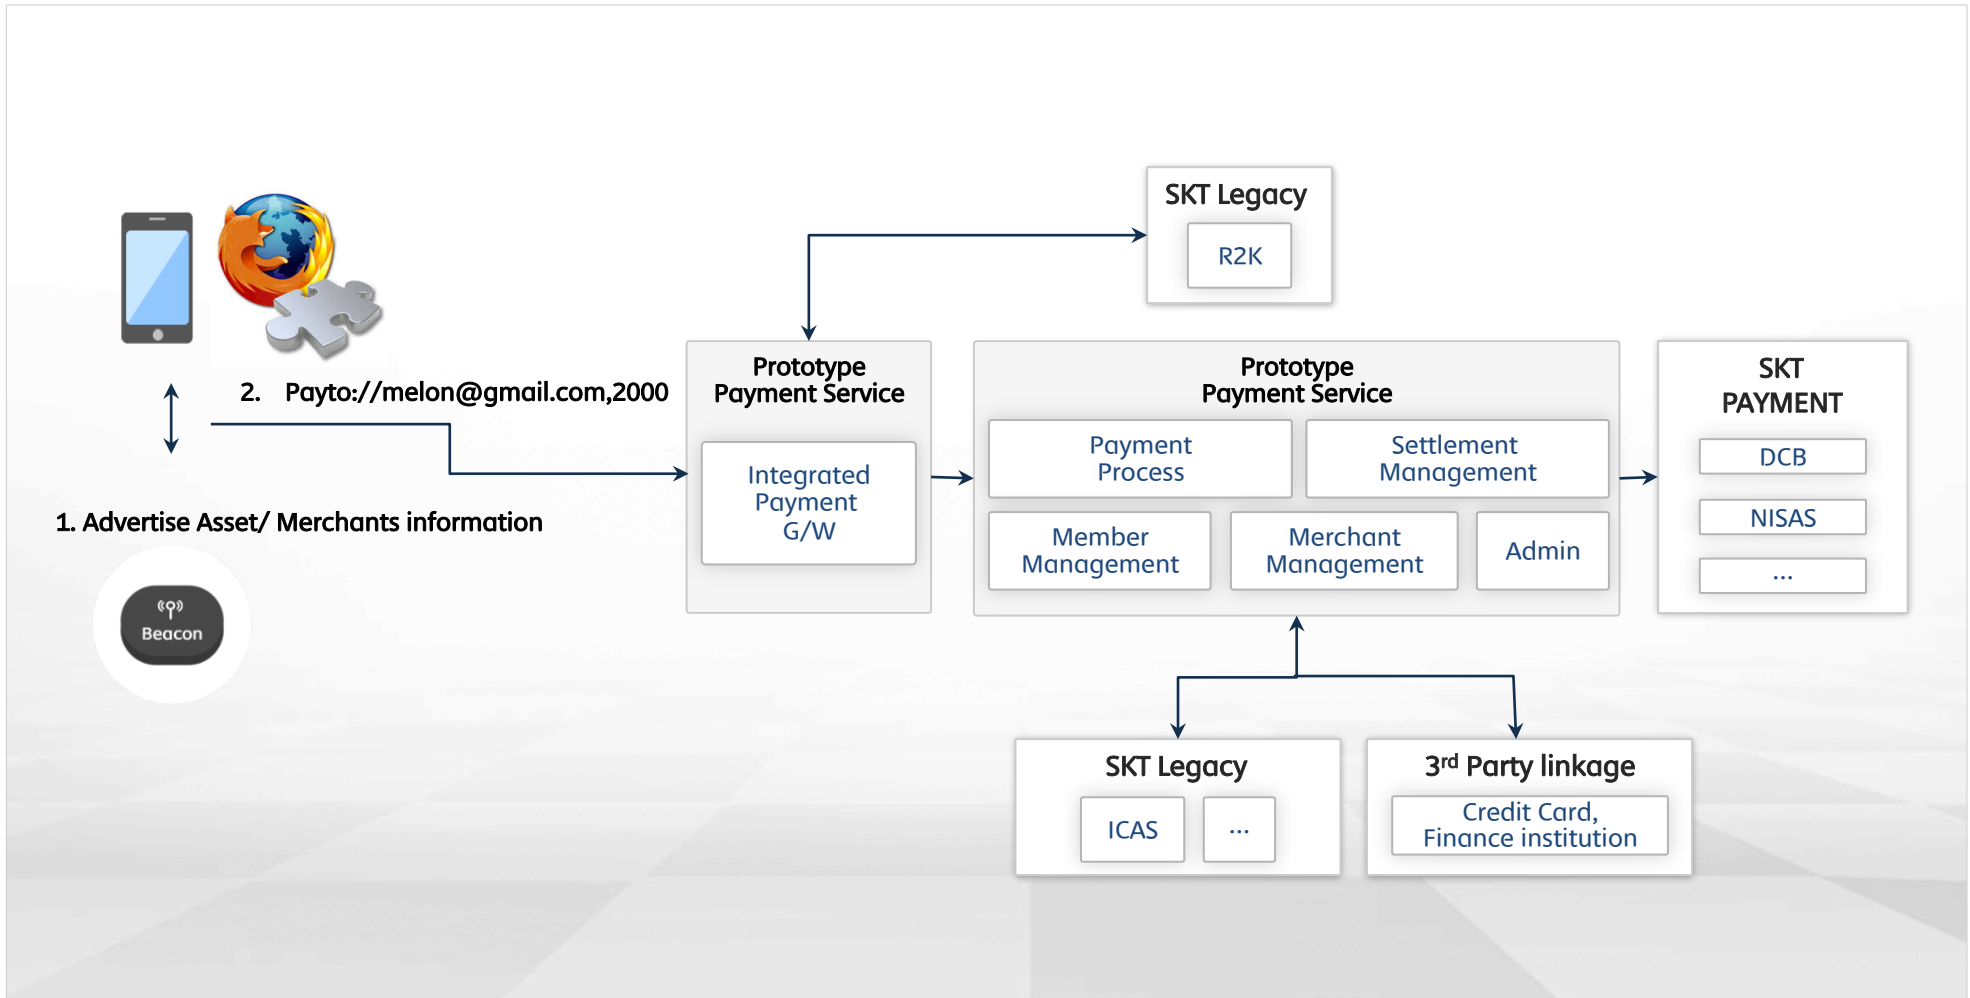 SKT Legacy
R2K
2. Payto://melon@gmail.com,2000
1. Advertise Asset/ Merchants information
Beacon
Prototype
Payment Service
Integrated
Payment
G/W
Prototype
Payment Service
Payment
Process
Settlement
Management
Member
Management
Merchant
Management
Admin
SKT
PAYMENT
DCB
NISAS
...
SKT Legacy
ICAS
...
3rd Party linkage
Credit Card,
Finance institution